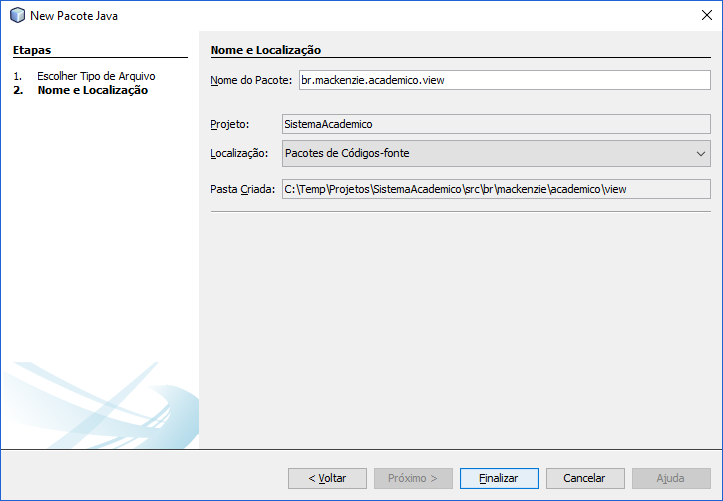 New Pacote Java
Etapas
1. Escolher Tipo de Arquivo
2. Nome e Localização
Nome e Localização
Nome do Pacote: br.mackenzie.academico.view
Projeto: SistemaAcademico
Localização: Pacotes de Códigos-fonte
Pasta Criada: C:\Temp\Projetos\SistemaAcademico\src\br\mackenzie\academico\view
< Voltar Próximo > Finalizar Cancelar Ajuda